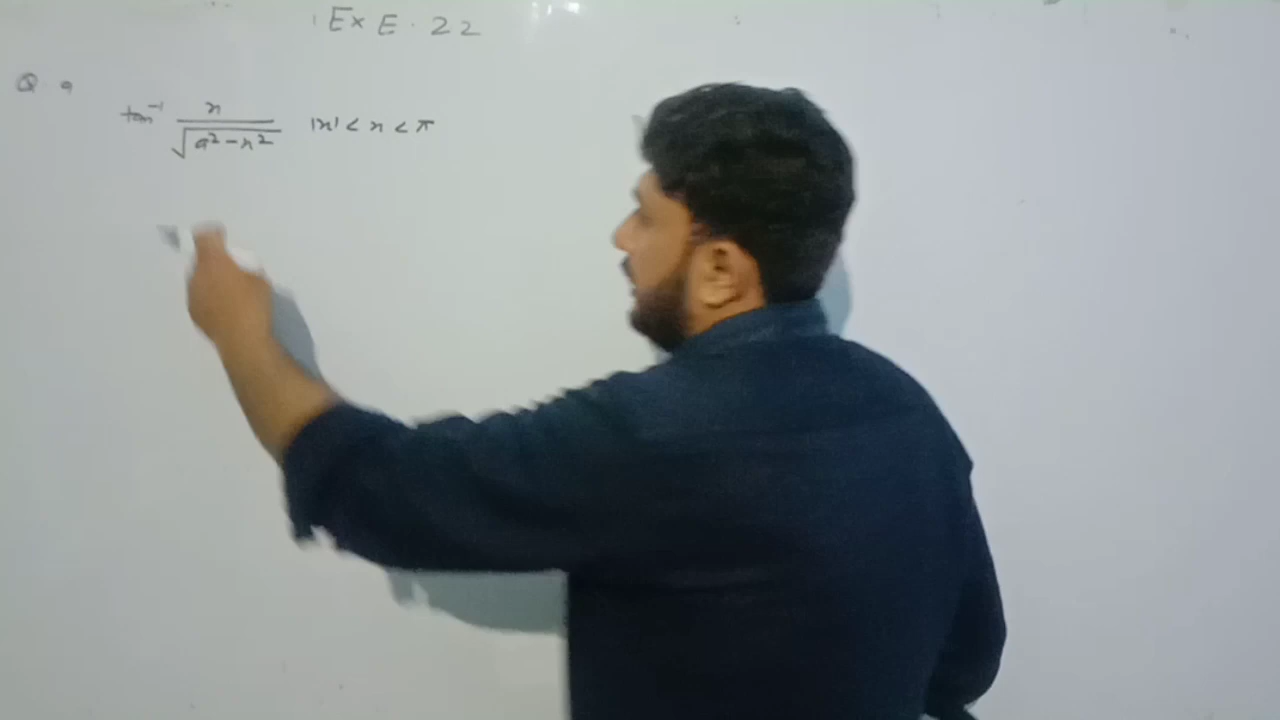 Ex E. 22
Q 9
tan⁻¹ x / √(a² - x²) |x| < x < π